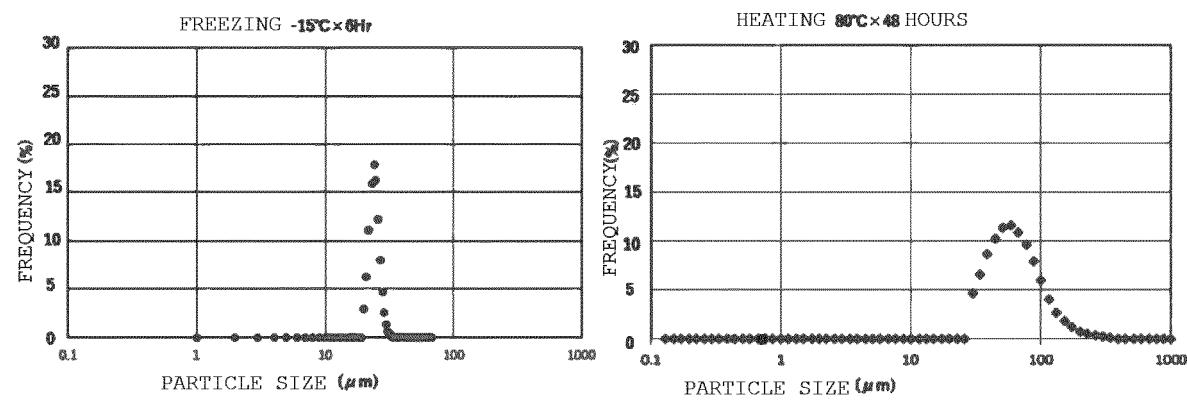 FREEZING -15℃×6Hr
30
25
20
15
10
5
0
FREQUENCY (%)
0.1 1 10 100 1000
PARTICLE SIZE (μm)
HEATING 80℃×48 HOURS
30
25
20
15
10
5
0
FREQUENCY(%)
0.1 1 10 100 1000
PARTICLE SIZE (μm)